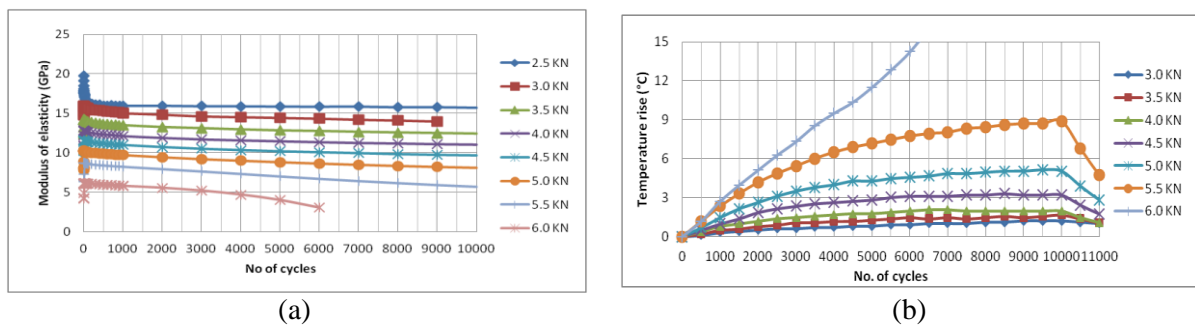 Modulus of elasticity (GPa)
25
20
15
10
5
0
0 1000 2000 3000 4000 5000 6000 7000 8000 9000 10000
No of cycles
2.5 KN
3.0 KN
3.5 KN
4.0 KN
4.5 KN
5.0 KN
5.5 KN
6.0 KN
(a)
Temperature rise (°C)
15
12
9
6
3
0
0 1000 2000 3000 4000 5000 6000 7000 8000 9000 10000 11000
No. of cycles
3.0 KN
3.5 KN
4.0 KN
4.5 KN
5.0 KN
5.5 KN
6.0 KN
(b)